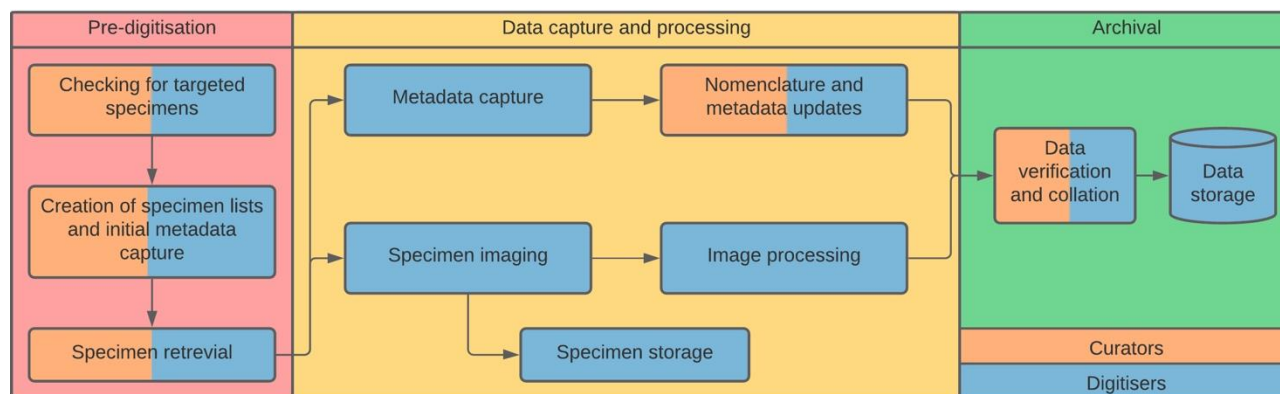 Pre-digitisation
Checking for targeted
specimens
Creation of specimen lists
and initial metadata
capture
Specimen retrevial
Data capture and processing
Metadata capture
Nomenclature and
metadata updates
Specimen imaging
Image processing
Specimen storage
Archival
Data
verification
and collation
Data
storage
Curators
Digitisers